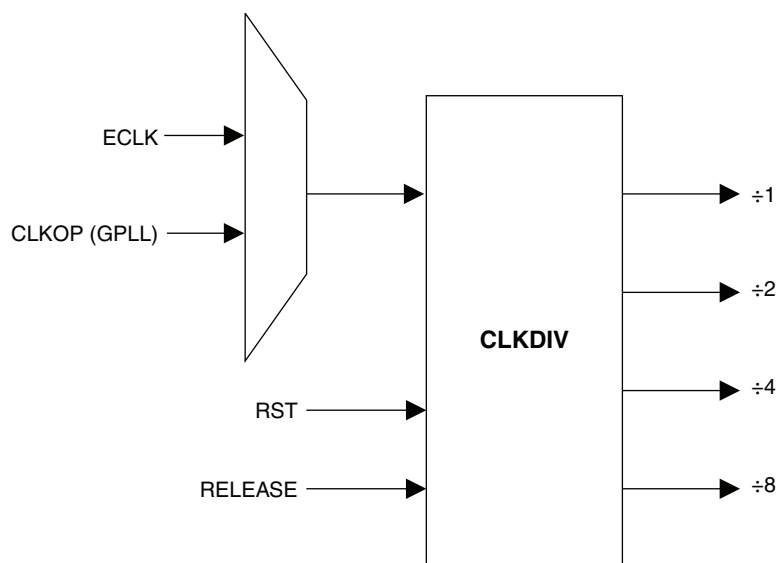 ECLK
CLKOP (GPLL)
RST
RELEASE
CLKDIV
÷1
÷2
÷4
÷8